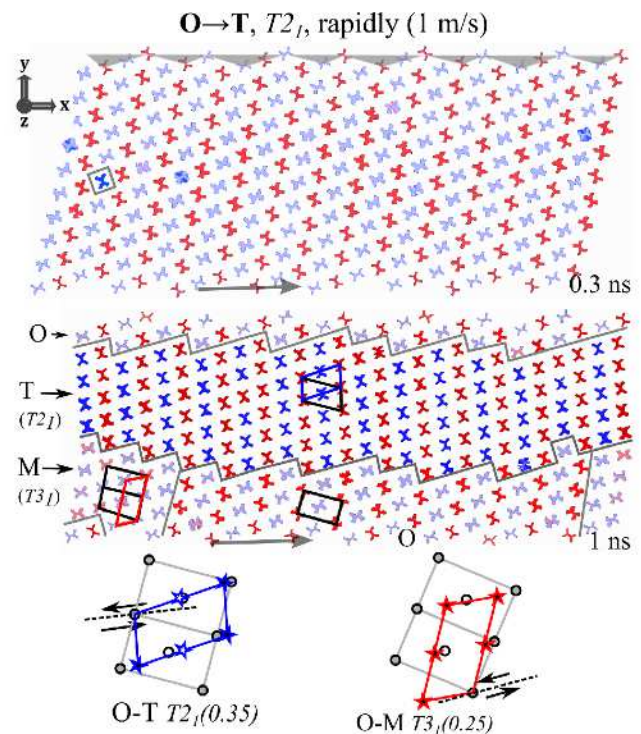 O→T, T2₁, rapidly (1 m/s)
y
x
z
0.3 ns
O
T
(T2₁)
M
(T3₁)
O
1 ns
O-T T2₁(0.35)
O-M T3₁(0.25)